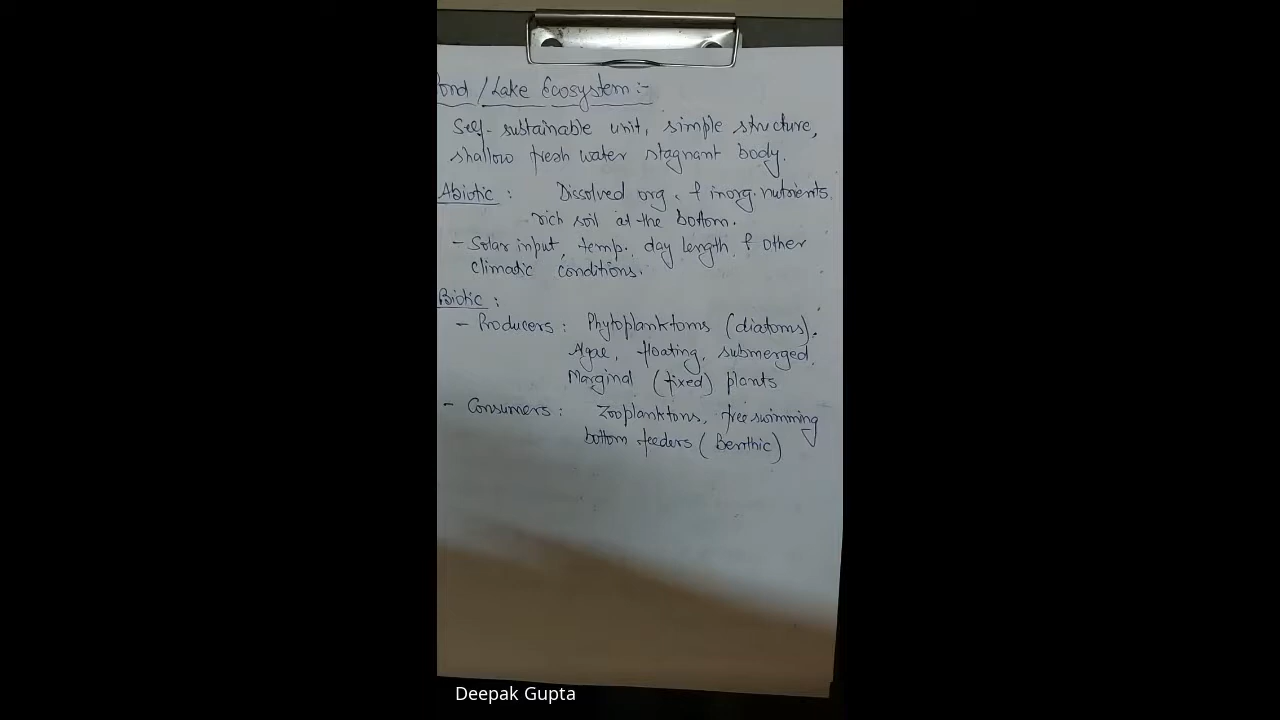 Pond / Lake Ecosystem :-
Self-sustainable unit, simple structure,
shallow fresh water stagnant body.
Abiotic : Dissolved org. & inorg. nutrients.
rich soil at the bottom.
- Solar input, temp., day length, & other
climatic conditions.
Biotic :
- Producers : Phytoplanktoms (diatoms).
Algae, floating, submerged,
Marginal (fixed) plants
- Consumers : Zooplanktons, free swimming
bottom feeders (Benthic)
Deepak Gupta